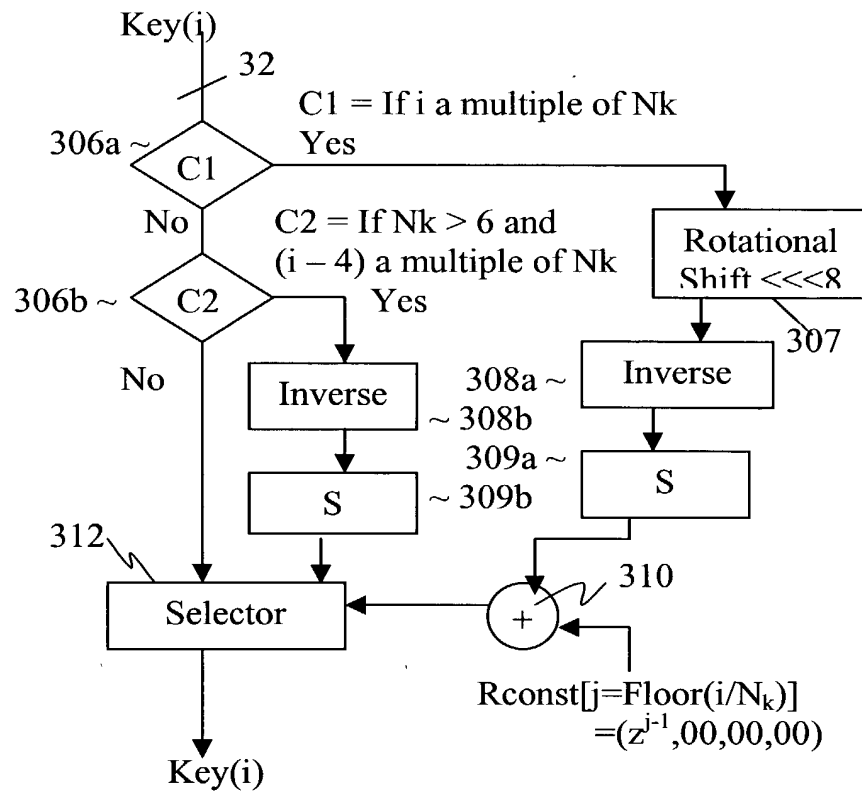 Key(i)
32
C1 = If i a multiple of Nk
306a ~
C1
Yes
No
C2 = If Nk > 6 and
(i – 4) a multiple of Nk
Rotational
Shift <<<8
306b ~
C2
Yes
307
No
Inverse
308a ~
Inverse
~ 308b
309a ~
S
~ 309b
S
312
310
Selector
+
Rconst[j=Floor(i/Nₖ)]
=(z^{j-1},00,00,00)
Key(i)